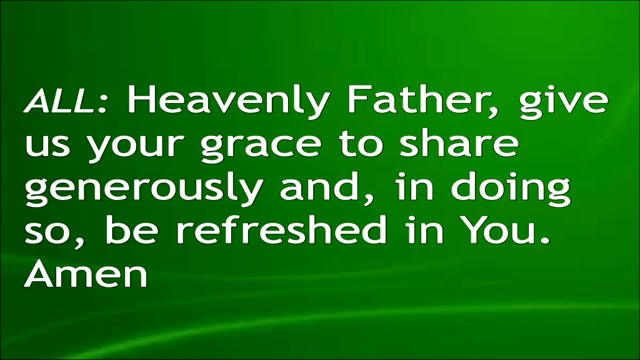 ALL: Heavenly Father, give
us your grace to share
generously and, in doing
so, be refreshed in You.
Amen